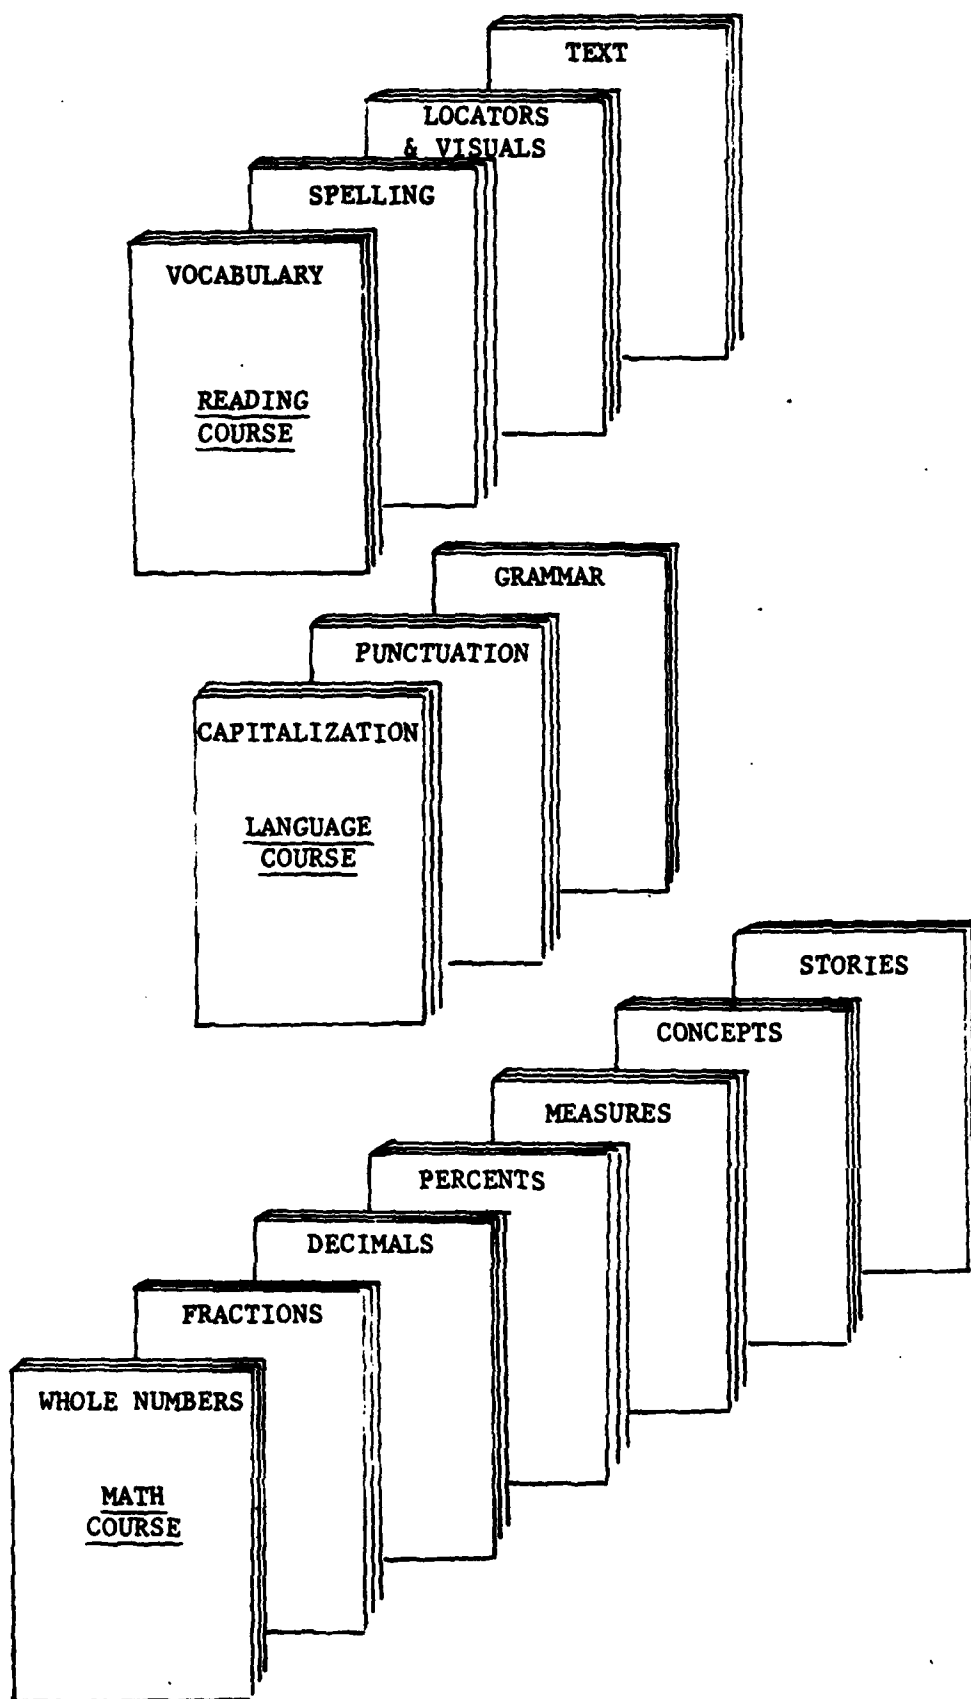 TEXT
LOCATORS
& VISUALS
SPELLING
VOCABULARY
READING
COURSE
GRAMMAR
PUNCTUATION
CAPITALIZATION
LANGUAGE
COURSE
STORIES
CONCEPTS
MEASURES
PERCENTS
DECIMALS
FRACTIONS
WHOLE NUMBERS
MATH
COURSE